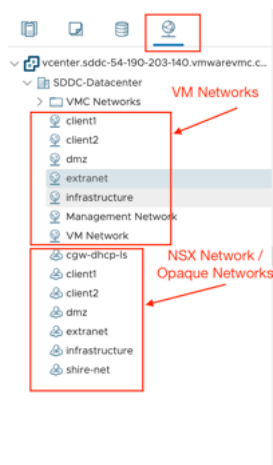 vcenter.sddc-54-190-203-140.vmwarevmc.c...
SDDC-Datacenter
VMC Networks
VM Networks
client1
client2
dmz
extranet
infrastructure
Management Network
VM Network
cgw-dhcp-ls
NSX Network /
Opaque Networks
client1
client2
dmz
extranet
infrastructure
shire-net